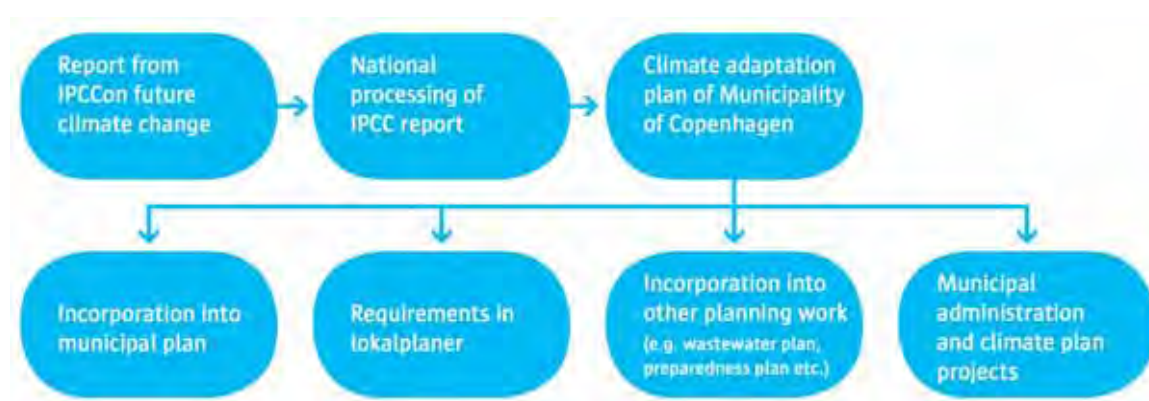 Report from
IPCCon future
climate change
National
processing of
IPCC report
Climate adaptation
plan of Municipality
of Copenhagen
Incorporation into
municipal plan
Requirements in
lokalplaner
Incorporation into
other planning work
(e.g. wastewater plan,
preparedness plan etc.)
Municipal
administration
and climate plan
projects